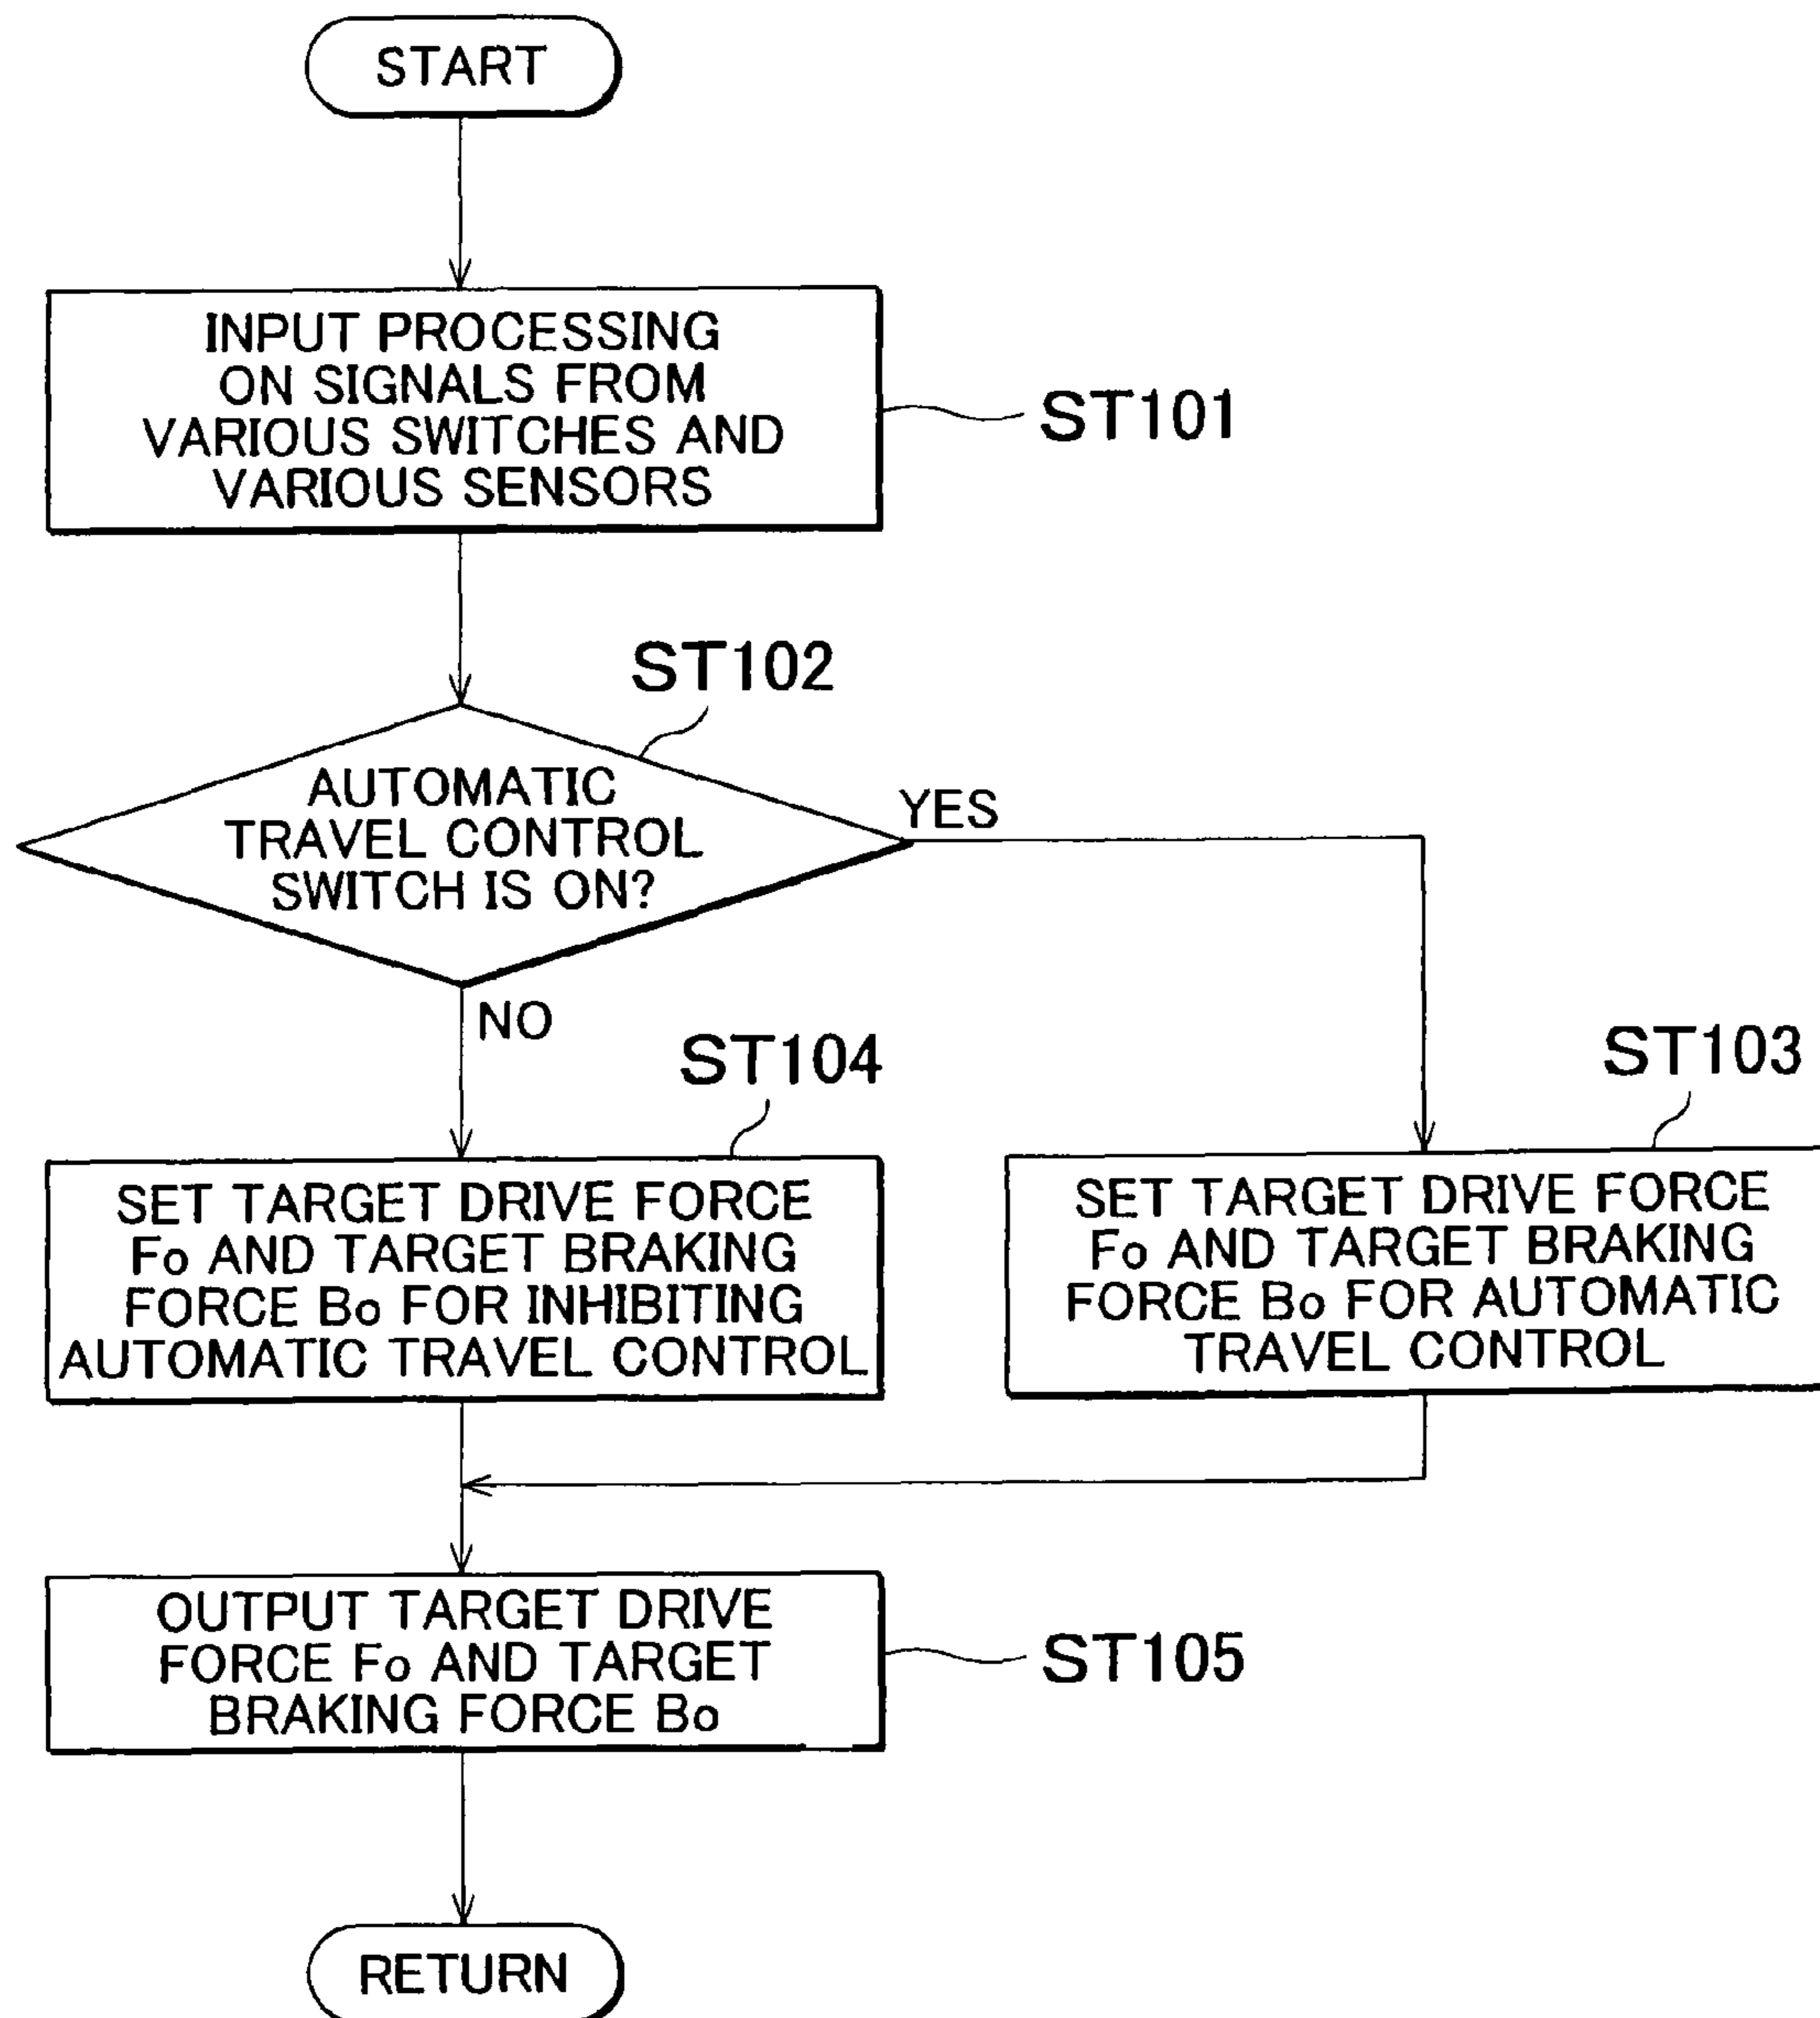 START
INPUT PROCESSING
ON SIGNALS FROM
VARIOUS SWITCHES AND
VARIOUS SENSORS
ST101
ST102
AUTOMATIC
TRAVEL CONTROL
SWITCH IS ON?
YES
NO
ST104
SET TARGET DRIVE FORCE
Fo AND TARGET BRAKING
FORCE Bo FOR INHIBITING
AUTOMATIC TRAVEL CONTROL
ST103
SET TARGET DRIVE FORCE
Fo AND TARGET BRAKING
FORCE Bo FOR AUTOMATIC
TRAVEL CONTROL
OUTPUT TARGET DRIVE
FORCE Fo AND TARGET
BRAKING FORCE Bo
ST105
RETURN